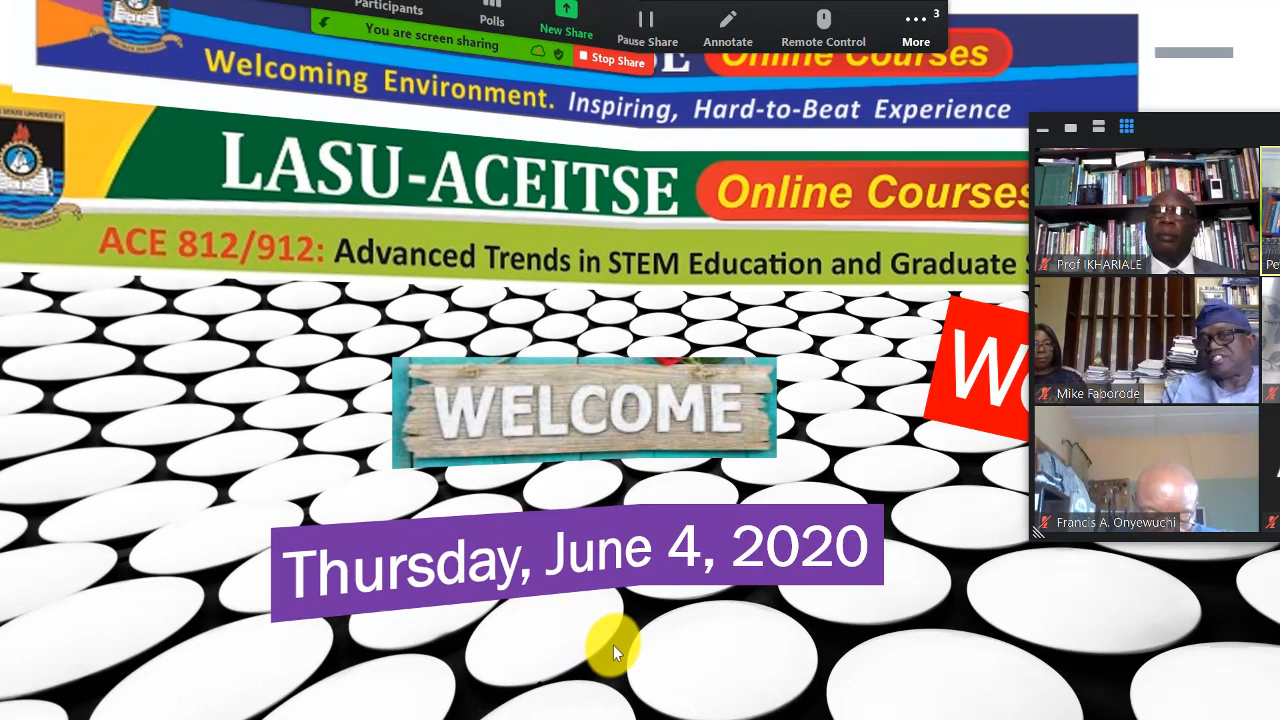 Participants
Polls
New Share
Pause Share
Annotate
Remote Control
More
3
You are screen sharing
Stop Share
Online Courses
Welcoming Environment. Inspiring, Hard-to-Beat Experience
LASU-ACEITSE Online Courses
ACE 812/912: Advanced Trends in STEM Education and Graduate
WELCOME
Thursday, June 4, 2020
Prof IKHARIALE
Mike Faborode
Francis A. Onyewuchi